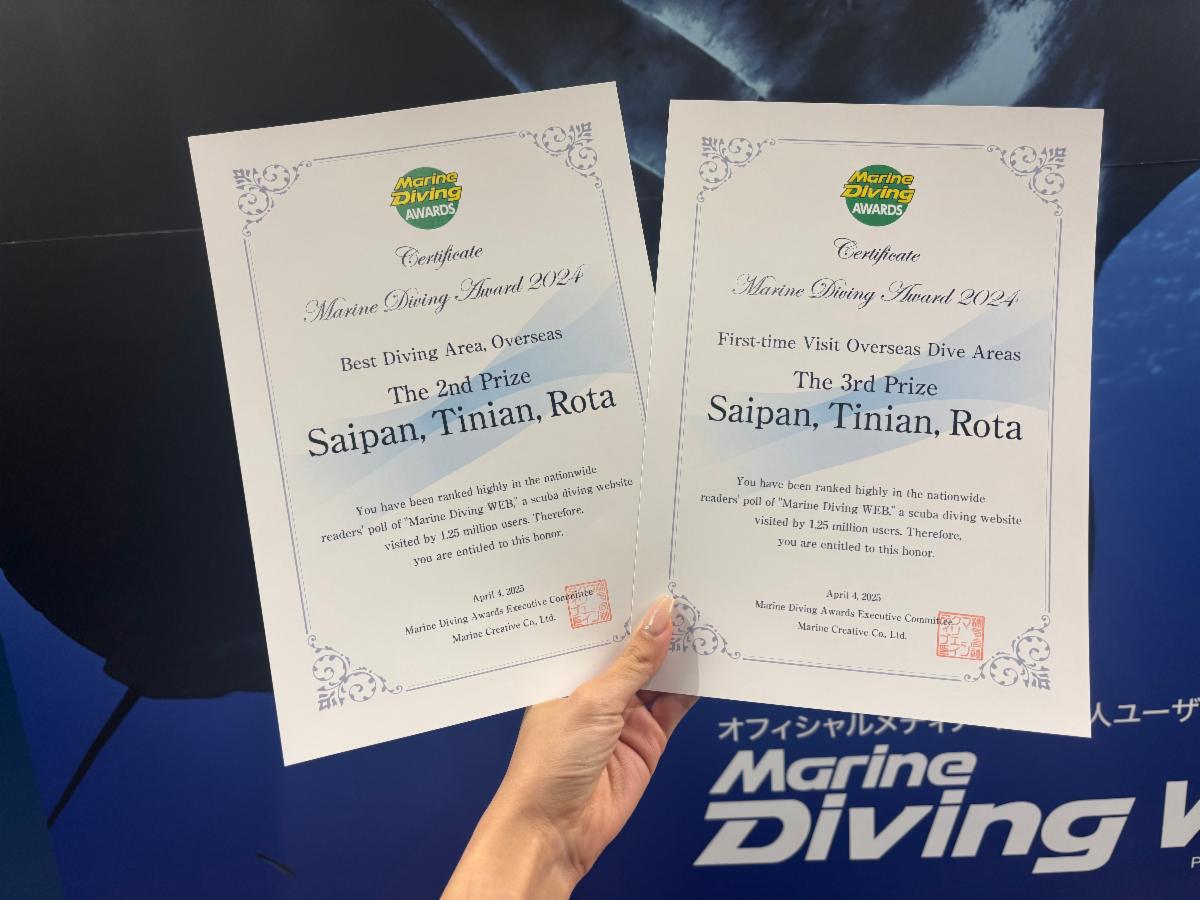 Marine
Diving
AWARDS
Certificate
Marine Diving Award 2024
Best Diving Area, Overseas
The 2nd Prize
Saipan, Tinian, Rota
You have been ranked highly in the nationwide
readers' poll of "Marine Diving WEB," a scuba diving website
visited by 1.25 million users. Therefore,
you are entitled to this honor.
April 4, 2025
Marine Diving Awards Executive Committee
Marine Creative Co., Ltd.
Marine
Diving
AWARDS
Certificate
Marine Diving Award 2024
First-time Visit Overseas Dive Areas
The 3rd Prize
Saipan, Tinian, Rota
You have been ranked highly in the nationwide
readers' poll of "Marine Diving WEB," a scuba diving website
visited by 1.25 million users. Therefore,
you are entitled to this honor.
April 4, 2025
Marine Diving Awards Executive Committee
Marine Creative Co., Ltd.
オフィシャルメディア 人ユーザ
Marine
Diving W
P